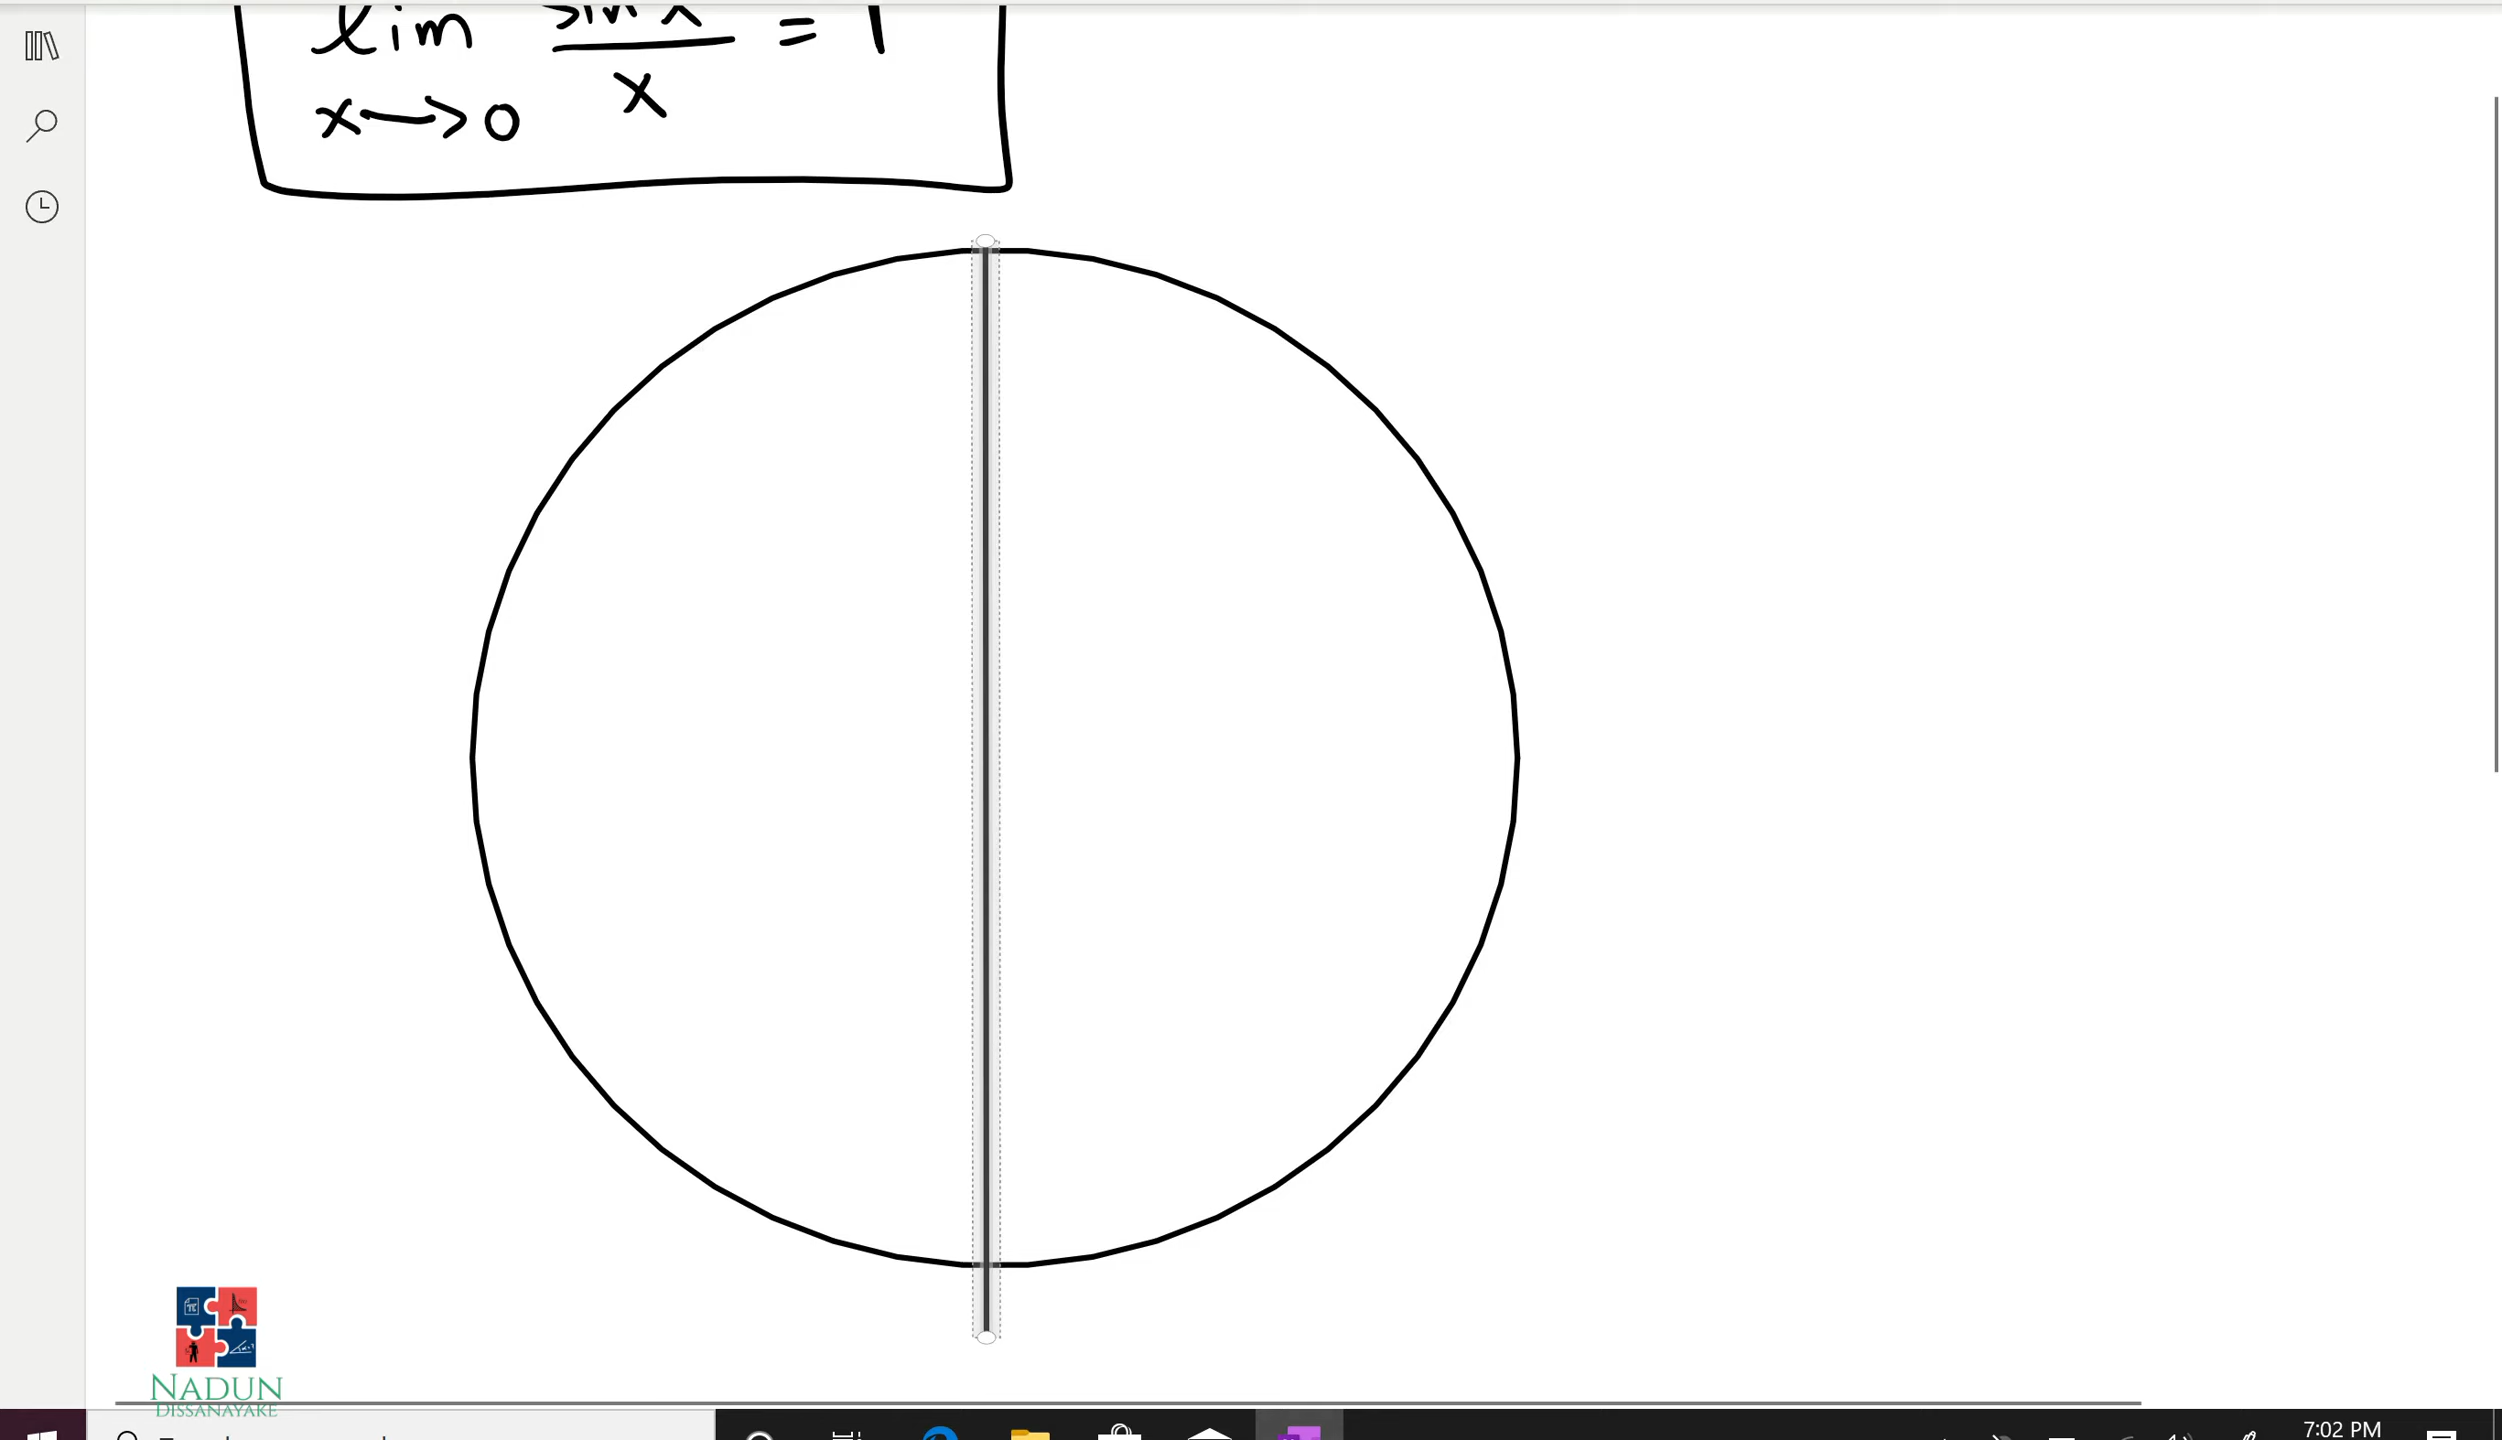 lim sin x = 1
x→0 x
NADUN
DISSANAYAKE
7:02 PM